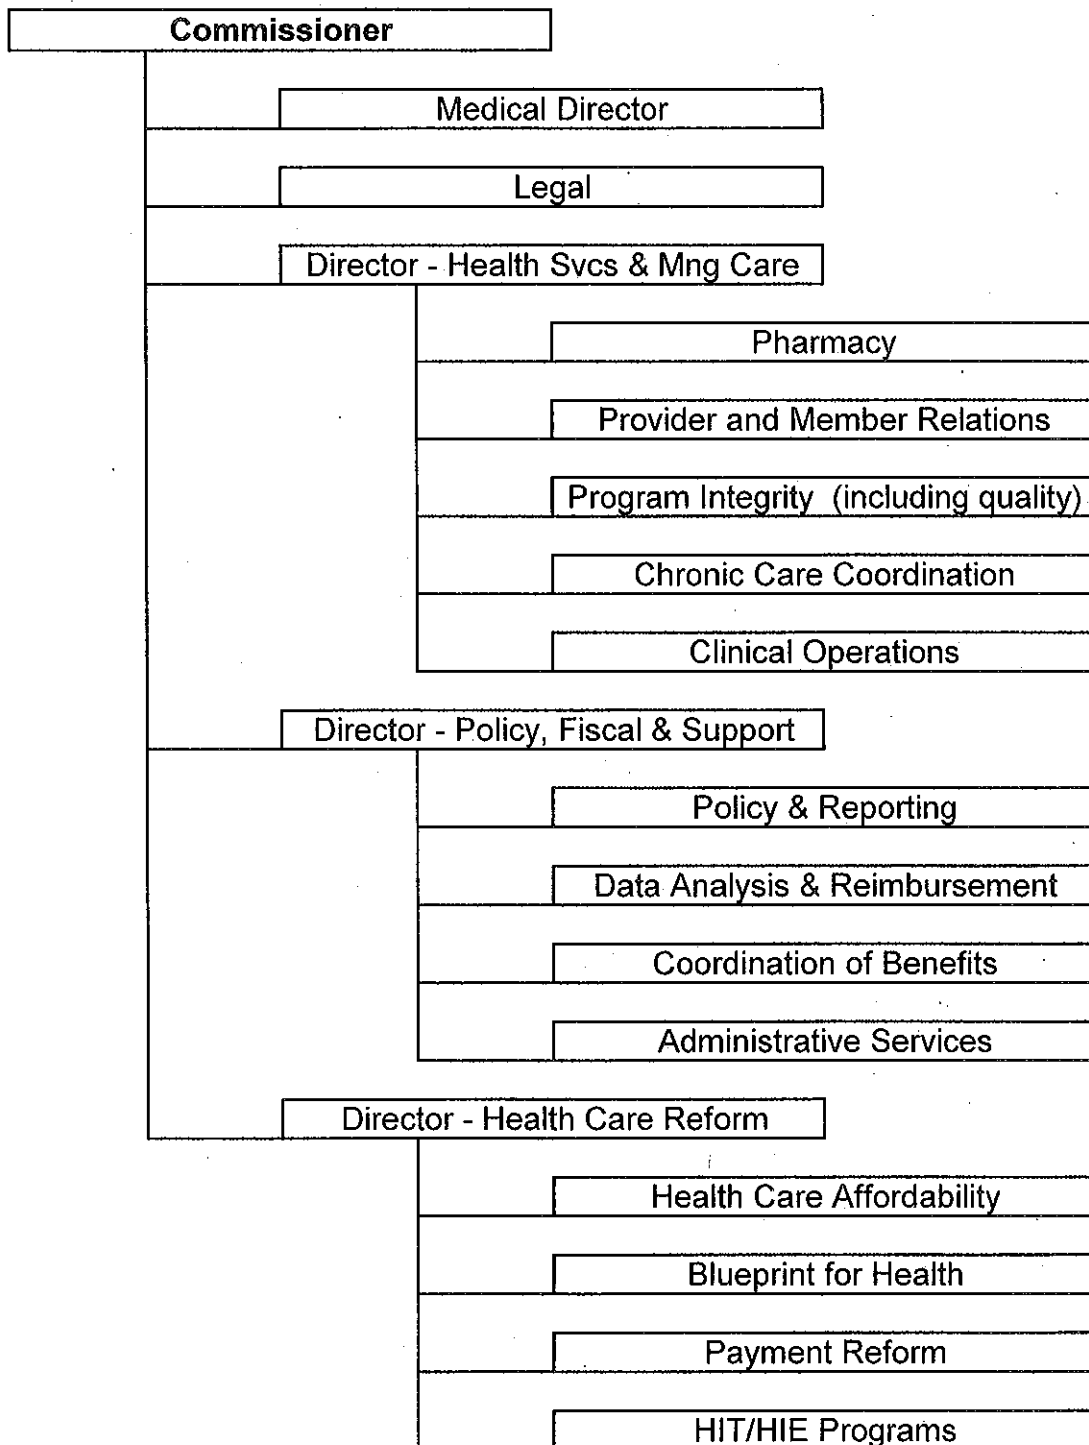 Commissioner
Medical Director
Legal
Director - Health Svcs & Mng Care
Pharmacy
Provider and Member Relations
Program Integrity (including quality)
Chronic Care Coordination
Clinical Operations
Director - Policy, Fiscal & Support
Policy & Reporting
Data Analysis & Reimbursement
Coordination of Benefits
Administrative Services
Director - Health Care Reform
Health Care Affordability
Blueprint for Health
Payment Reform
HIT/HIE Programs